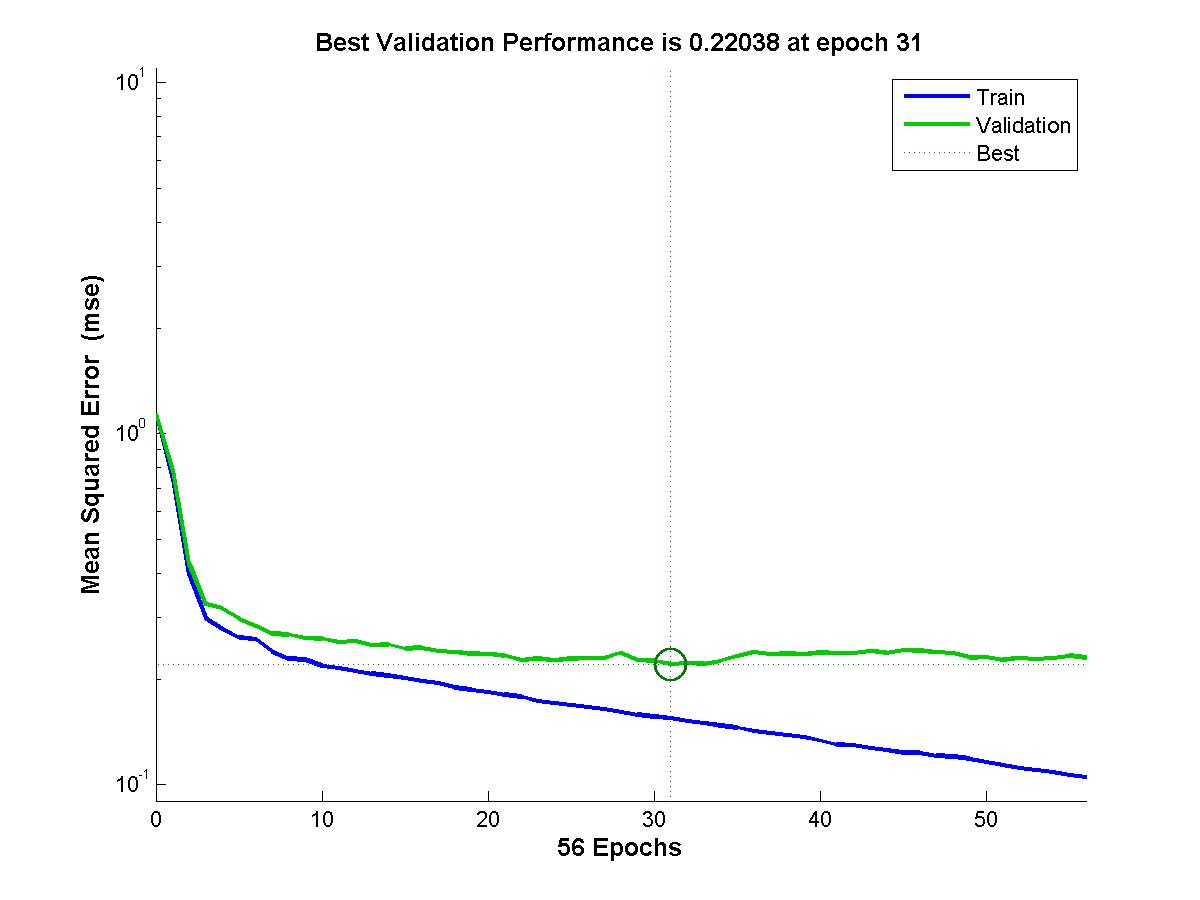 Best Validation Performance is 0.22038 at epoch 31
Train
Validation
Best
Mean Squared Error (mse)
10^1
10^0
10^-1
0 10 20 30 40 50
56 Epochs